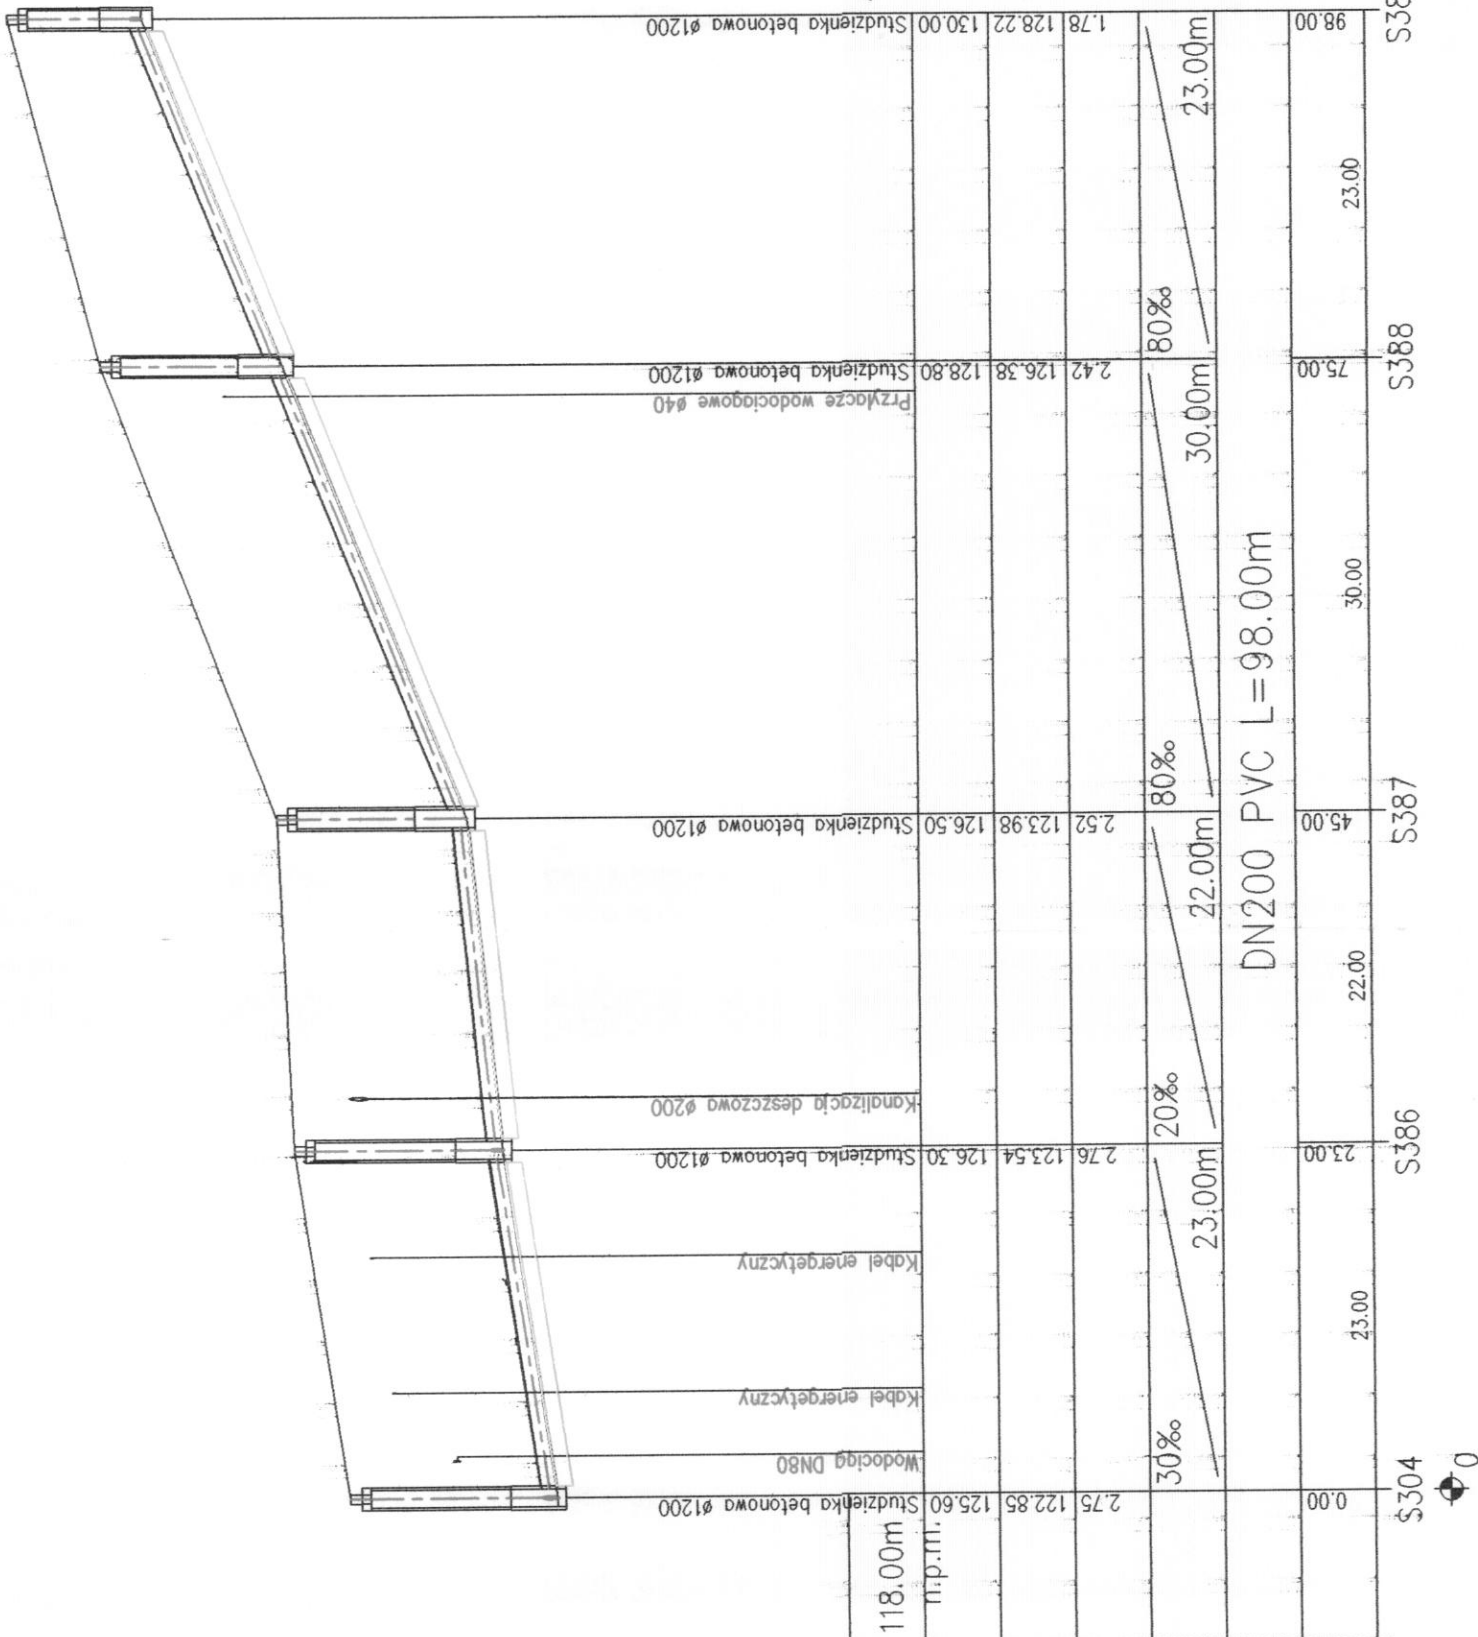 118.00m
n.p.m.
Studzienka betonowa ø1200
Wodociąg DN80
Kabel energetyczny
Kabel energetyczny
Studzienka betonowa ø1200
Kanalizacja deszczowa ø200
Studzienka betonowa ø1200
Przyłącze wodociągowe ø40
Studzienka betonowa ø1200
Studzienka betonowa ø1200
125.60
126.30
126.50
128.80
130.00
122.85
123.54
123.98
126.38
128.22
2.75
2.76
2.52
2.42
1.78
30‰
23.00m
20‰
22.00m
80‰
30.00m
80‰
23.00m
DN200 PVC L=98.00m
0.00
23.00
45.00
75.00
98.00
23.00
22.00
30.00
23.00
S304
S386
S387
S388
0